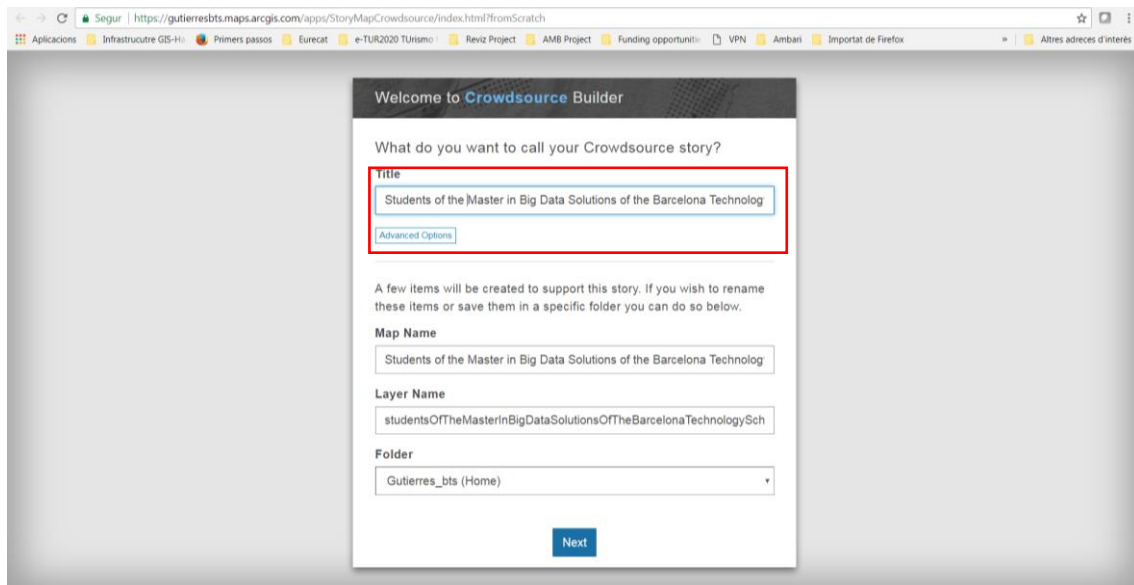 Segur | https://gutierresbts.maps.arcgis.com/apps/StoryMapCrowdsource/index.html?fromScratch
Aplicacions Infrastrucutre GIS-Ha Primers passos Eurecat e-TUR2020 TUrismo Reviz Project AMB Project Funding opportuniti VPN Ambari Importat de Firefox » Altres adreces d'interès
Welcome to Crowdsource Builder
What do you want to call your Crowdsource story?
Title
Students of the Master in Big Data Solutions of the Barcelona Technolog
Advanced Options
A few items will be created to support this story. If you wish to rename
these items or save them in a specific folder you can do so below.
Map Name
Students of the Master in Big Data Solutions of the Barcelona Technolog
Layer Name
studentsOfTheMasterInBigDataSolutionsOfTheBarcelonaTechnologySch
Folder
Gutierres_bts (Home)
Next